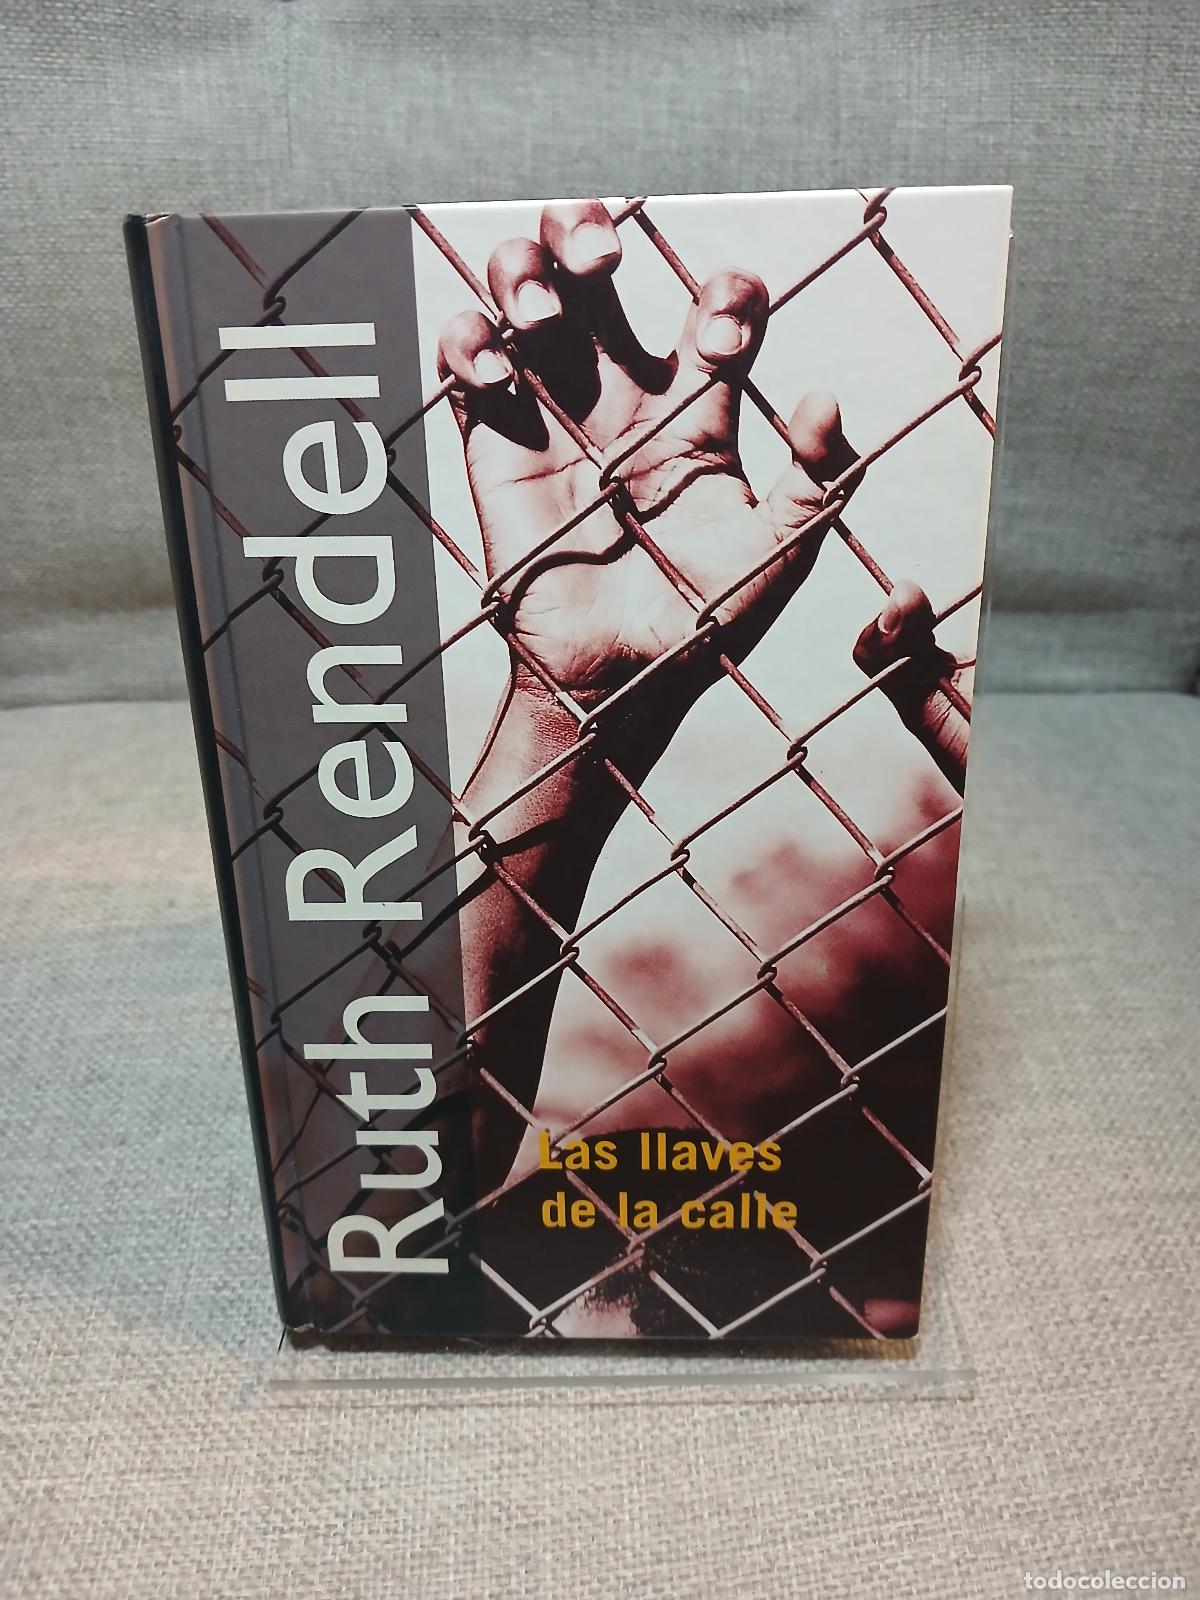 Ruth Rendell
Las llaves
de la calle
todocoleccion